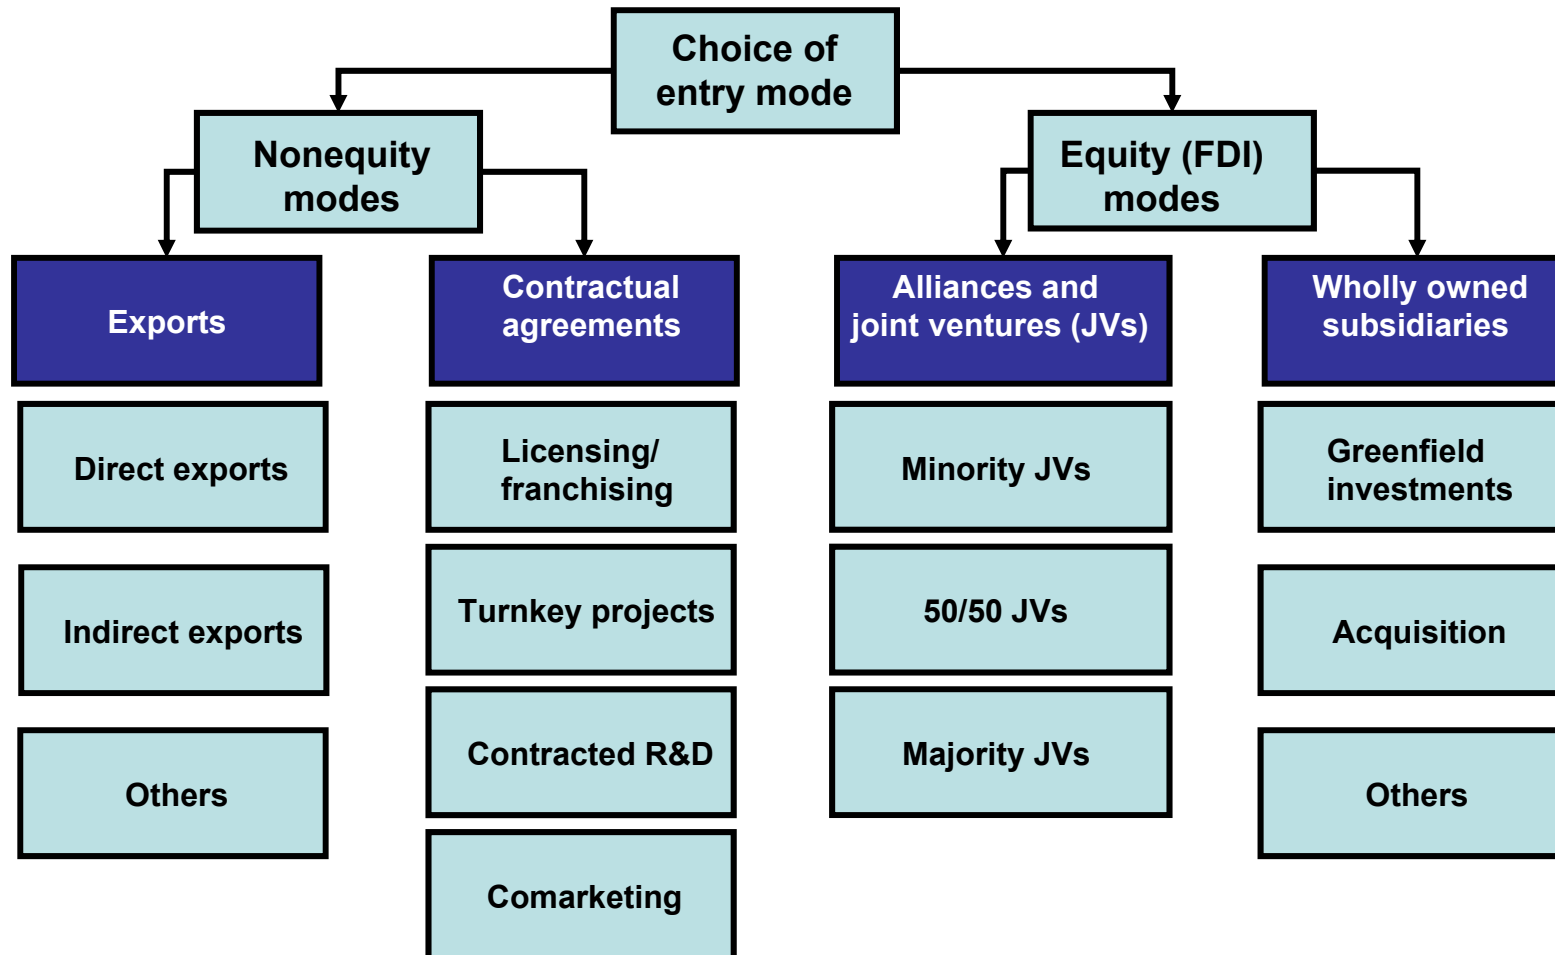 Choice of
entry mode
Nonequity
modes
Equity (FDI)
modes
Exports
Contractual
agreements
Alliances and
joint ventures (JVs)
Wholly owned
subsidiaries
Direct exports
Licensing/
franchising
Minority JVs
Greenfield
investments
Indirect exports
Turnkey projects
50/50 JVs
Acquisition
Others
Contracted R&D
Majority JVs
Others
Comarketing